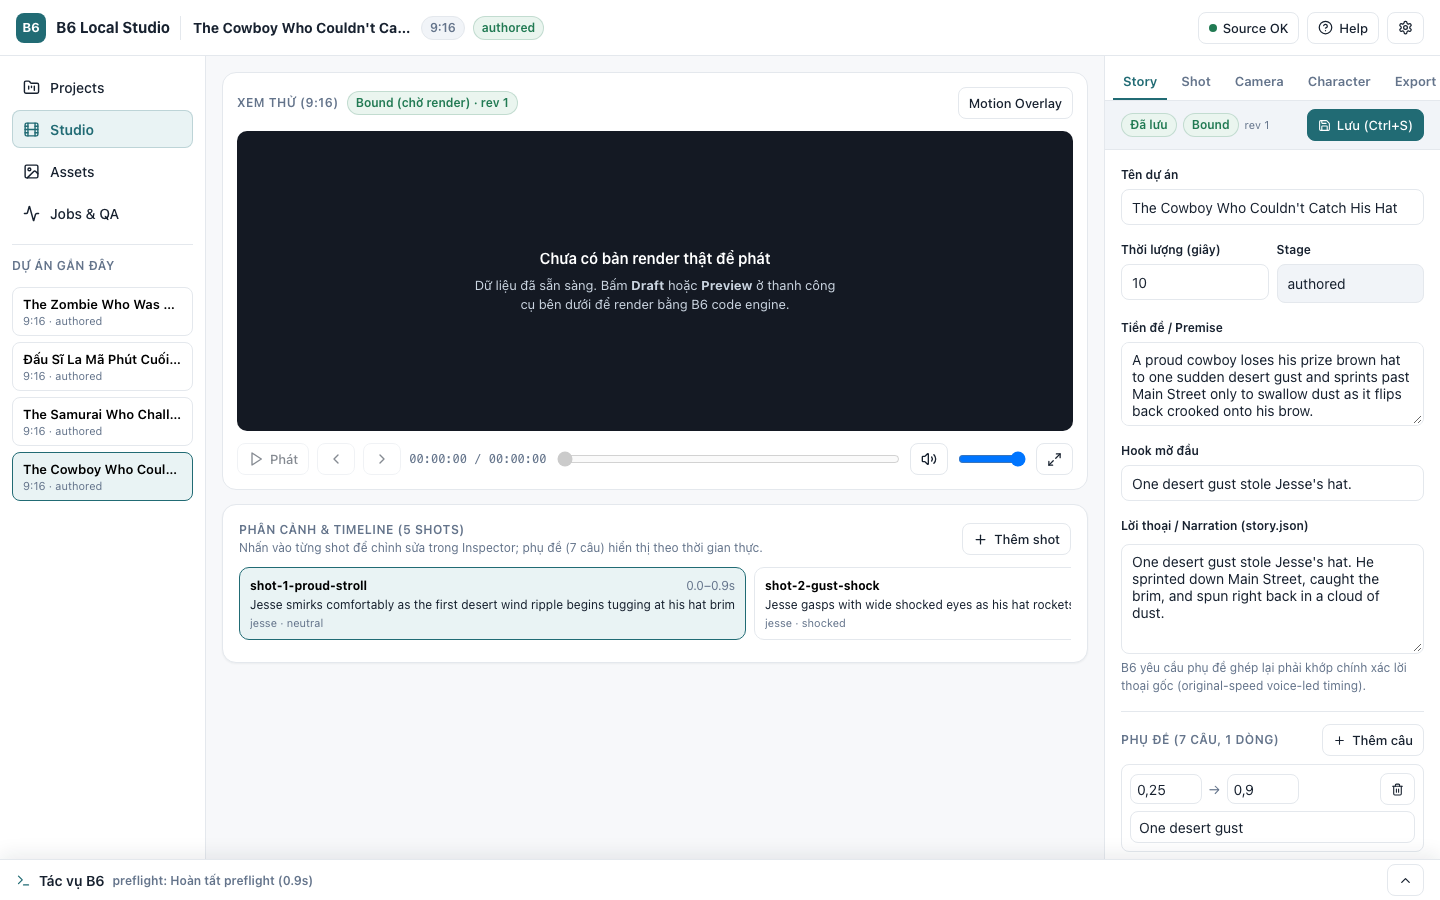 B6 B6 Local Studio The Cowboy Who Couldn't Ca... 9:16 authored Source OK Help
Projects
Studio
Assets
Jobs & QA
DỰ ÁN GẦN ĐÂY
The Zombie Who Was ...
9:16 · authored
Đấu Sĩ La Mã Phút Cuối...
9:16 · authored
The Samurai Who Chall...
9:16 · authored
The Cowboy Who Coul...
9:16 · authored
XEM THỬ (9:16) Bound (chờ render) · rev 1 Motion Overlay
Chưa có bản render thật để phát
Dữ liệu đã sẵn sàng. Bấm Draft hoặc Preview ở thanh công
cụ bên dưới để render bằng B6 code engine.
Phát 00:00:00 / 00:00:00
PHÂN CẢNH & TIMELINE (5 SHOTS)
Nhấn vào từng shot để chỉnh sửa trong Inspector; phụ đề (7 câu) hiển thị theo thời gian thực.
Thêm shot
shot-1-proud-stroll 0.0–0.9s
Jesse smirks comfortably as the first desert wind ripple begins tugging at his hat brim
jesse · neutral
shot-2-gust-shock
Jesse gasps with wide shocked eyes as his hat rockets
jesse · shocked
Story Shot Camera Character Export
Đã lưu Bound rev 1 Lưu (Ctrl+S)
Tên dự án
The Cowboy Who Couldn't Catch His Hat
Thời lượng (giây) Stage
10 authored
Tiền đề / Premise
A proud cowboy loses his prize brown hat
to one sudden desert gust and sprints past
Main Street only to swallow dust as it flips
back crooked onto his brow.
Hook mở đầu
One desert gust stole Jesse's hat.
Lời thoại / Narration (story.json)
One desert gust stole Jesse's hat. He
sprinted down Main Street, caught the
brim, and spun right back in a cloud of
dust.
B6 yêu cầu phụ đề ghép lại phải khớp chính xác lời
thoại gốc (original-speed voice-led timing).
PHỤ ĐỀ (7 CÂU, 1 DÒNG) Thêm câu
0,25 → 0,9
One desert gust
Tác vụ B6 preflight: Hoàn tất preflight (0.9s)